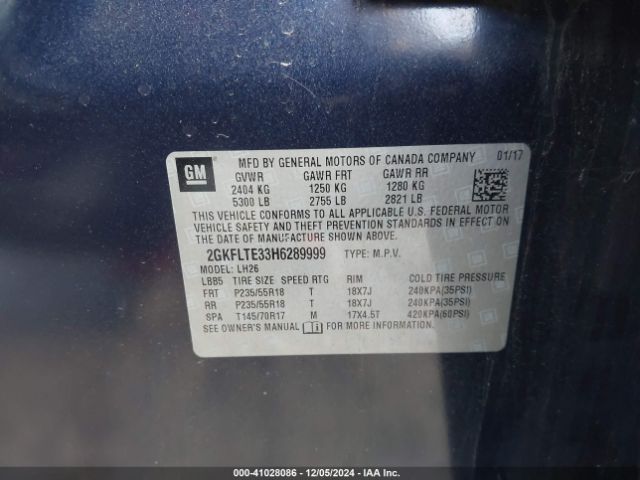 GM
MFD BY GENERAL MOTORS OF CANADA COMPANY 01/17
GVWR GAWR FRT GAWR RR
2404 KG 1250 KG 1280 KG
5300 LB 2755 LB 2821 LB
THIS VEHICLE CONFORMS TO ALL APPLICABLE U.S. FEDERAL MOTOR
VEHICLE SAFETY AND THEFT PREVENTION STANDARDS IN EFFECT ON
THE DATE OF MANUFACTURE SHOWN ABOVE.
2GKFLTE33H6289999 TYPE: M.P.V.
MODEL: LH26
LBB5 TIRE SIZE SPEED RTG RIM COLD TIRE PRESSURE
FRT P235/55R18 T 18X7J 240KPA(35PSI)
RR P235/55R18 T 18X7J 240KPA(35PSI)
SPA T145/70R17 M 17X4.5T 420KPA(60PSI)
SEE OWNER'S MANUAL FOR MORE INFORMATION.
000-41028086 - 12/05/2024 - IAA Inc.